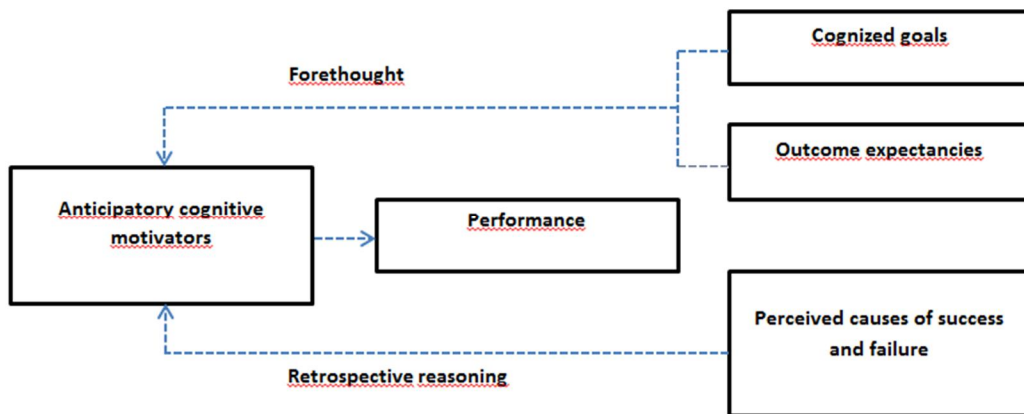 Cognized goals
Forethought
Outcome expectancies
Anticipatory cognitive
motivators
Performance
Perceived causes of success
and failure
Retrospective reasoning